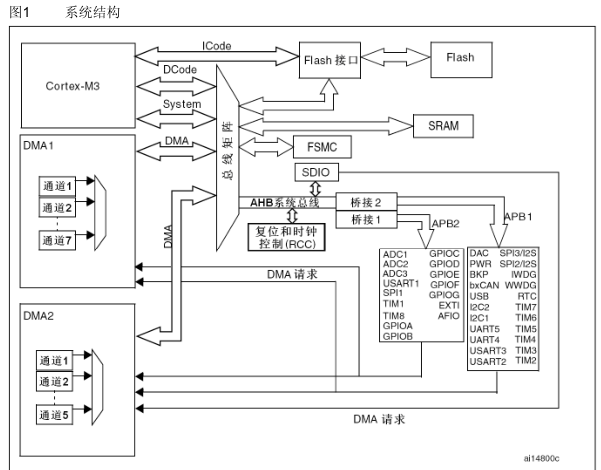 图1 系统结构
Cortex-M3
ICode
DCode
System
DMA
Flash 接口
Flash
总线矩阵
SRAM
FSMC
SDIO
DMA1
通道1
通道2
通道7
DMA
AHB系统总线
桥接2
桥接1
APB2
APB1
复位和时钟
控制(RCC)
DMA 请求
ADC1 GPIOC
ADC2 GPIOD
ADC3 GPIOE
USART1 GPIOF
SPI1 GPIOG
TIM1 EXTI
TIM8 AFIO
GPIOA
GPIOB
DAC SPI3/I2S
PWR SPI2/I2S
BKP IWDG
bxCAN WWDG
USB RTC
I2C2 TIM7
I2C1 TIM6
UART5 TIM5
UART4 TIM4
USART3 TIM3
USART2 TIM2
DMA2
通道1
通道2
通道5
DMA 请求
ai14800c